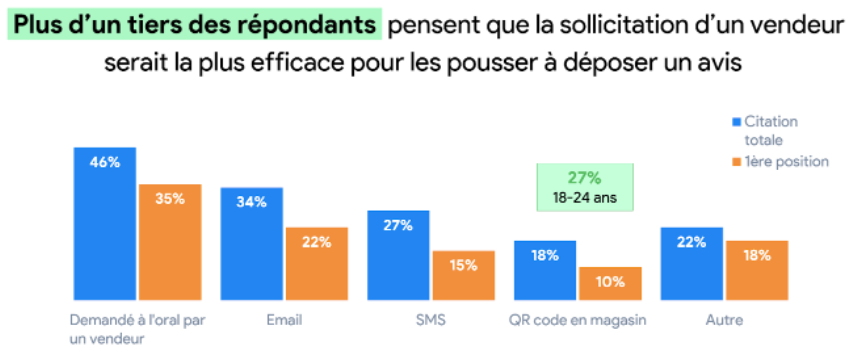 Plus d’un tiers des répondants pensent que la sollicitation d’un vendeur
serait la plus efficace pour les pousser à déposer un avis
Citation
totale
1ère position
46%
35%
34%
22%
27%
15%
27%
18-24 ans
18%
10%
22%
18%
Demandé à l'oral par
un vendeur
Email
SMS
QR code en magasin
Autre